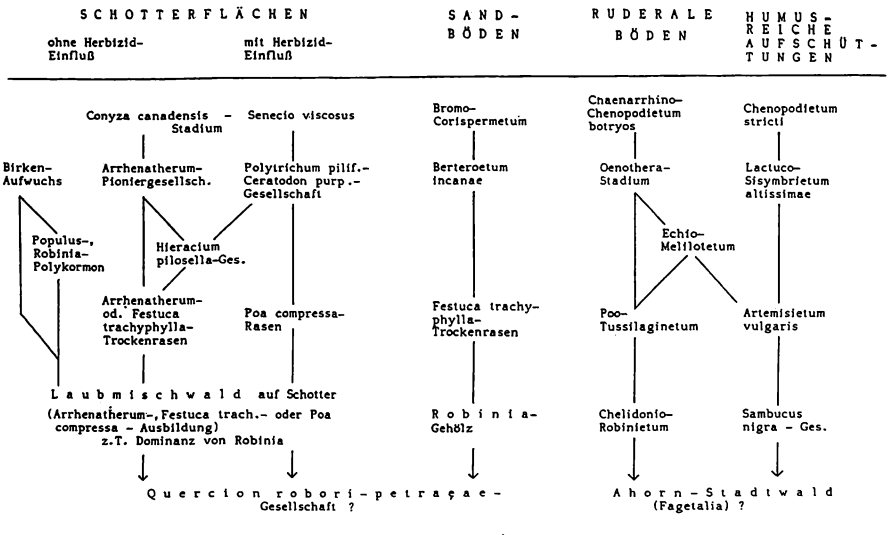 SCHOTTERFLÄCHEN
ohne Herbizid-
Einfluß
mit Herbizid-
Einfluß
SAND-
BÖDEN
RUDERALE
BÖDEN
HUMUS-
REICHE
AUFSCHÜT-
TUNGEN
Conyza canadensis -
Stadium
Senecio viscosus
Bromo-
Corispermetum
Chaenarrhino-
Chenopodietum
botryos
Chenopodietum
stricti
Birken-
Aufwuchs
Arrhenatherum-
Pioniergesellsch.
Polytrichum pilif.-
Ceratodon purp.-
Gesellschaft
Berteroetum
incanae
Oenothera-
Stadium
Lactuco-
Sisymbrietum
altissimae
Populus-,
Robinia-
Polykormon
Hieracium
pilosella-Ges.
Echio-
Melilotetum
Arrhenatherum-
od. Festuca
trachyphylla-
Trockenrasen
Poa compressa-
Rasen
Festuca trachy-
phylla-
Trockenrasen
Poo-
Tussilaginetum
Artemisietum
vulgaris
Laubmischwald auf Schotter
(Arrhenatherum-, Festuca trach.- oder Poa
compressa - Ausbildung)
z.T. Dominanz von Robinia
Robinia-
Gehölz
Chelidonio-
Robinietum
Sambucus
nigra - Ges.
Quercion robori-petraeae-
Gesellschaft ?
Ahorn-Stadtwald
(Fagetalia) ?